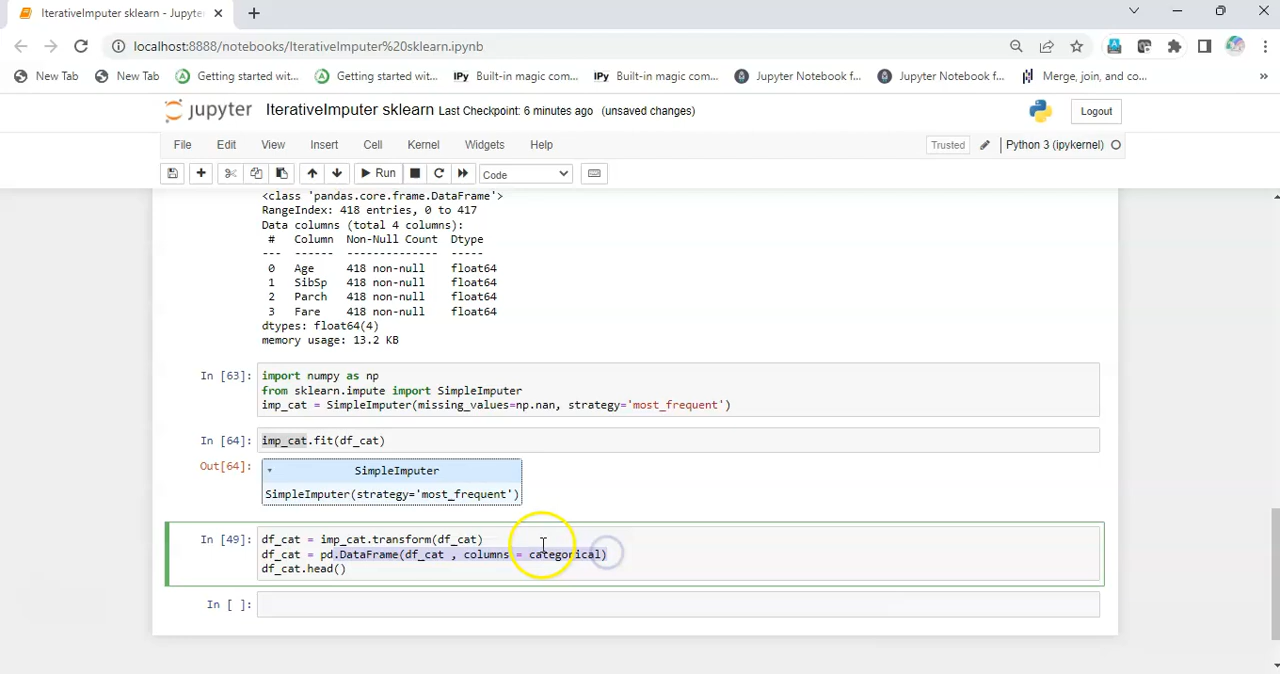 IterativeImputer sklearn - Jupyte
localhost:8888/notebooks/IterativeImputer%20sklearn.ipynb
New Tab New Tab Getting started wit... Getting started wit... IPy Built-in magic com... IPy Built-in magic com... Jupyter Notebook f... Jupyter Notebook f... Merge, join, and co... »
jupyter IterativeImputer sklearn Last Checkpoint: 6 minutes ago (unsaved changes) Logout
File Edit View Insert Cell Kernel Widgets Help Trusted Python 3 (ipykernel)
Run Code
<class 'pandas.core.frame.DataFrame'>
RangeIndex: 418 entries, 0 to 417
Data columns (total 4 columns):
# Column Non-Null Count Dtype
--- ------ -------------- -----
0 Age 418 non-null float64
1 SibSp 418 non-null float64
2 Parch 418 non-null float64
3 Fare 418 non-null float64
dtypes: float64(4)
memory usage: 13.2 KB
In [63]: import numpy as np
from sklearn.impute import SimpleImputer
imp_cat = SimpleImputer(missing_values=np.nan, strategy='most_frequent')
In [64]: imp_cat.fit(df_cat)
Out[64]: SimpleImputer
SimpleImputer(strategy='most_frequent')
In [49]: df_cat = imp_cat.transform(df_cat)
df_cat = pd.DataFrame(df_cat , columns = categorical)
df_cat.head()
In [ ]: